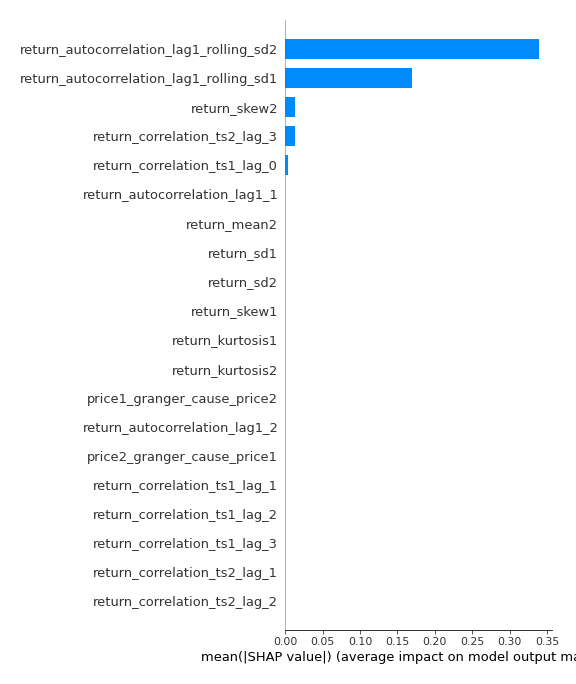 return_autocorrelation_lag1_rolling_sd2
return_autocorrelation_lag1_rolling_sd1
return_skew2
return_correlation_ts2_lag_3
return_correlation_ts1_lag_0
return_autocorrelation_lag1_1
return_mean2
return_sd1
return_sd2
return_skew1
return_kurtosis1
return_kurtosis2
price1_granger_cause_price2
return_autocorrelation_lag1_2
price2_granger_cause_price1
return_correlation_ts1_lag_1
return_correlation_ts1_lag_2
return_correlation_ts1_lag_3
return_correlation_ts2_lag_1
return_correlation_ts2_lag_2
0.00 0.05 0.10 0.15 0.20 0.25 0.30 0.35
mean(|SHAP value|) (average impact on model output ma